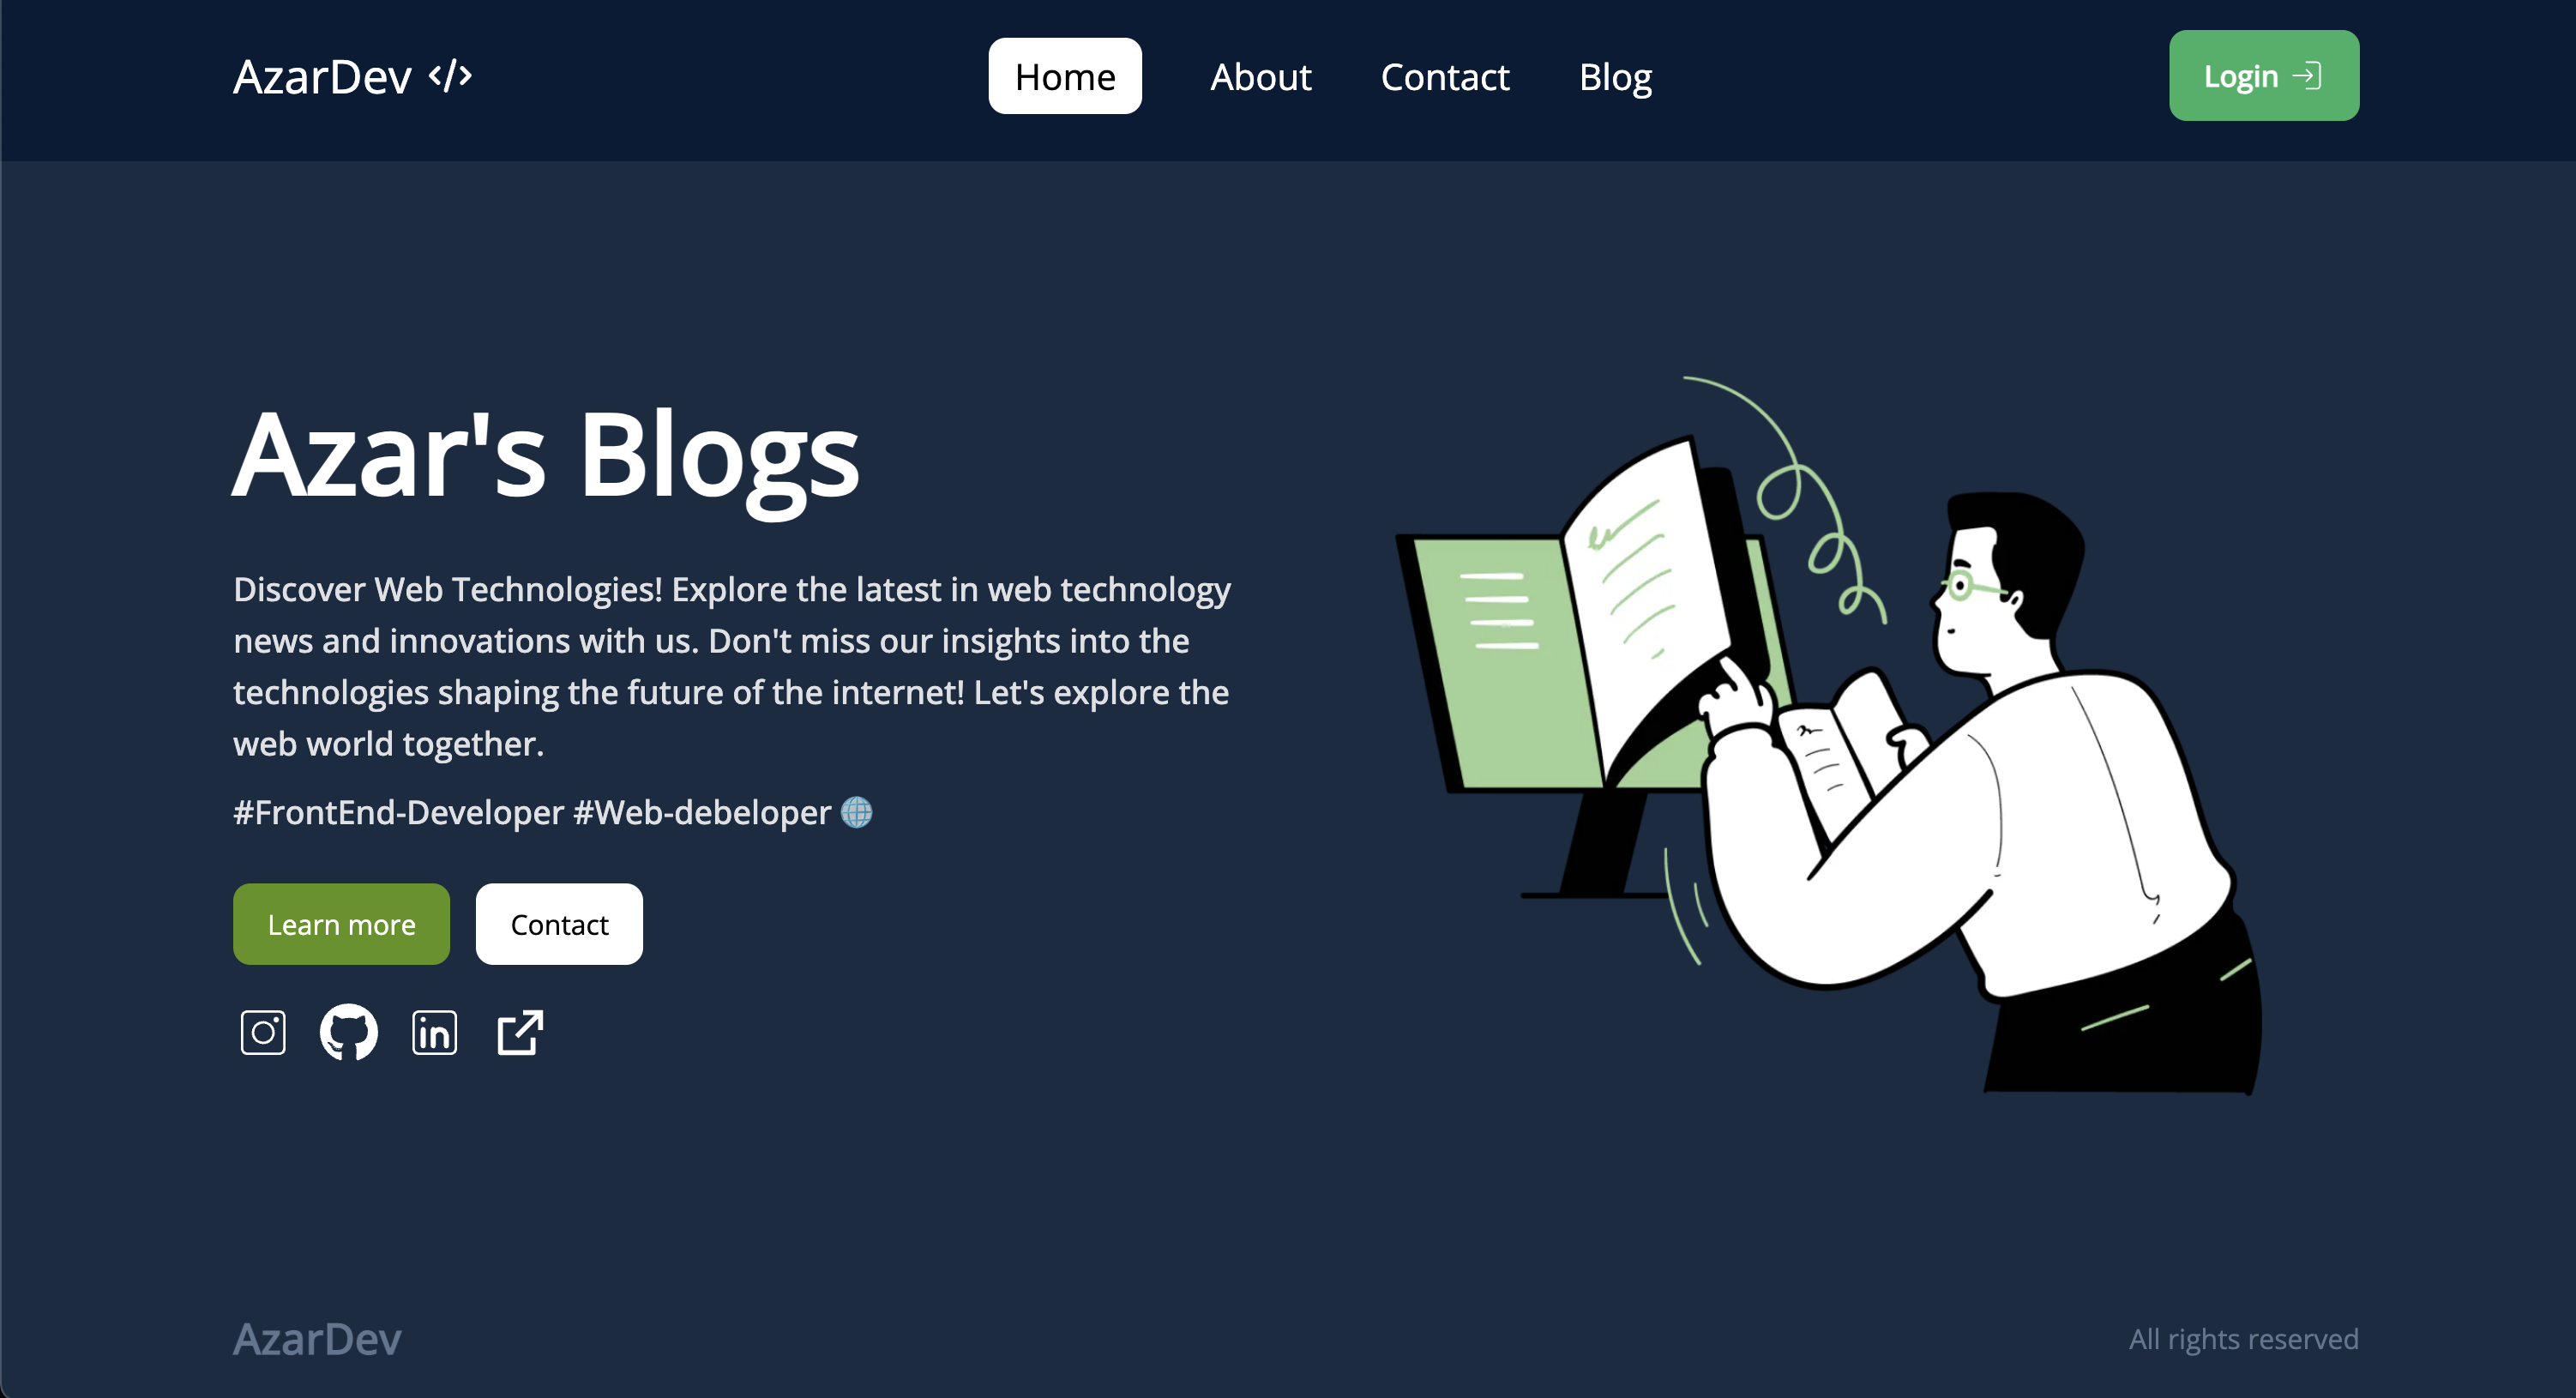 AzarDev </>
Home
About
Contact
Blog
Login
Azar's Blogs
Discover Web Technologies! Explore the latest in web technology
news and innovations with us. Don't miss our insights into the
technologies shaping the future of the internet! Let's explore the
web world together.
#FrontEnd-Developer #Web-debeloper 🌐
Learn more
Contact
in
AzarDev
All rights reserved